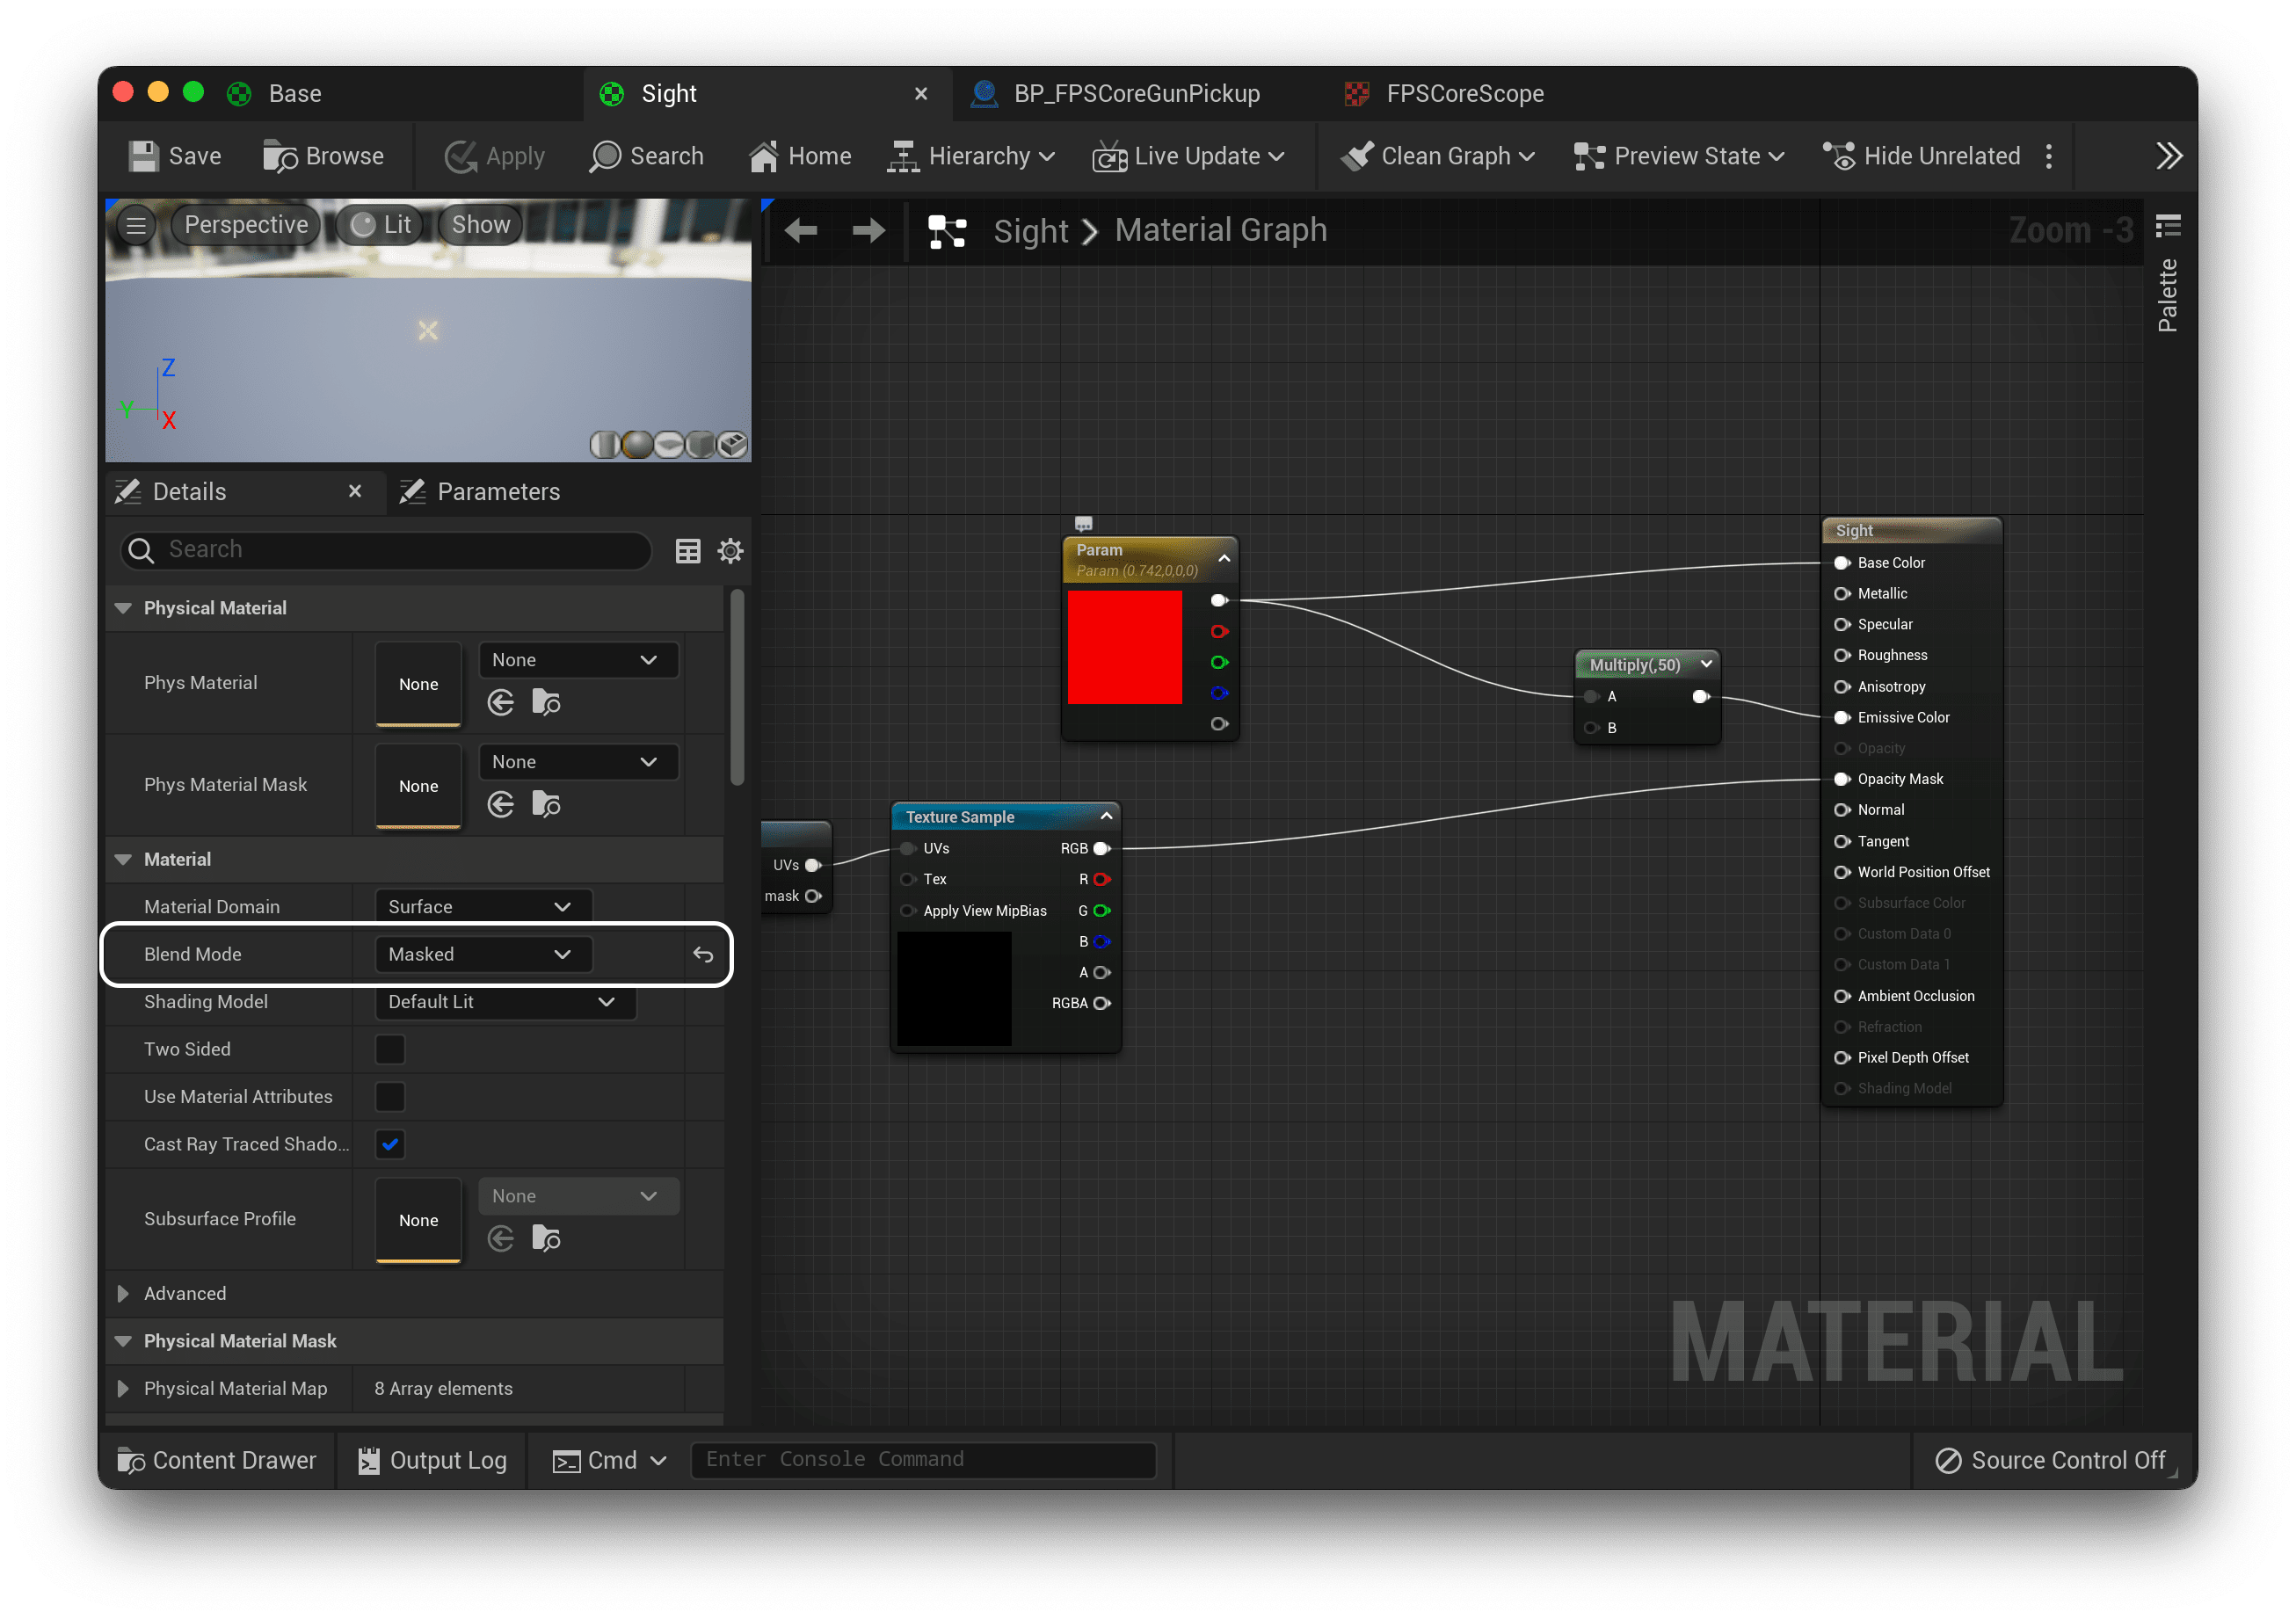 Base
Sight
BP_FPSCoreGunPickup
FPSCoreScope
Save
Browse
Apply
Search
Home
Hierarchy
Live Update
Clean Graph
Preview State
Hide Unrelated
Perspective
Lit
Show
Z
Y
X
Sight
Material Graph
Zoom -3
Palette
Details
Parameters
Search
Physical Material
Phys Material
None
None
Phys Material Mask
None
None
Material
Material Domain
Surface
Blend Mode
Masked
Shading Model
Default Lit
Two Sided
Use Material Attributes
Cast Ray Traced Shado...
Subsurface Profile
None
None
Advanced
Physical Material Mask
Physical Material Map
8 Array elements
Param
Param (0.742,0,0,0)
UVs
mask
Texture Sample
UVs
RGB
Tex
R
Apply View MipBias
G
B
A
RGBA
Multiply(,50)
A
B
Sight
Base Color
Metallic
Specular
Roughness
Anisotropy
Emissive Color
Opacity
Opacity Mask
Normal
Tangent
World Position Offset
Subsurface Color
Custom Data 0
Custom Data 1
Ambient Occlusion
Refraction
Pixel Depth Offset
Shading Model
MATERIAL
Content Drawer
Output Log
Cmd
Enter Console Command
Source Control Off